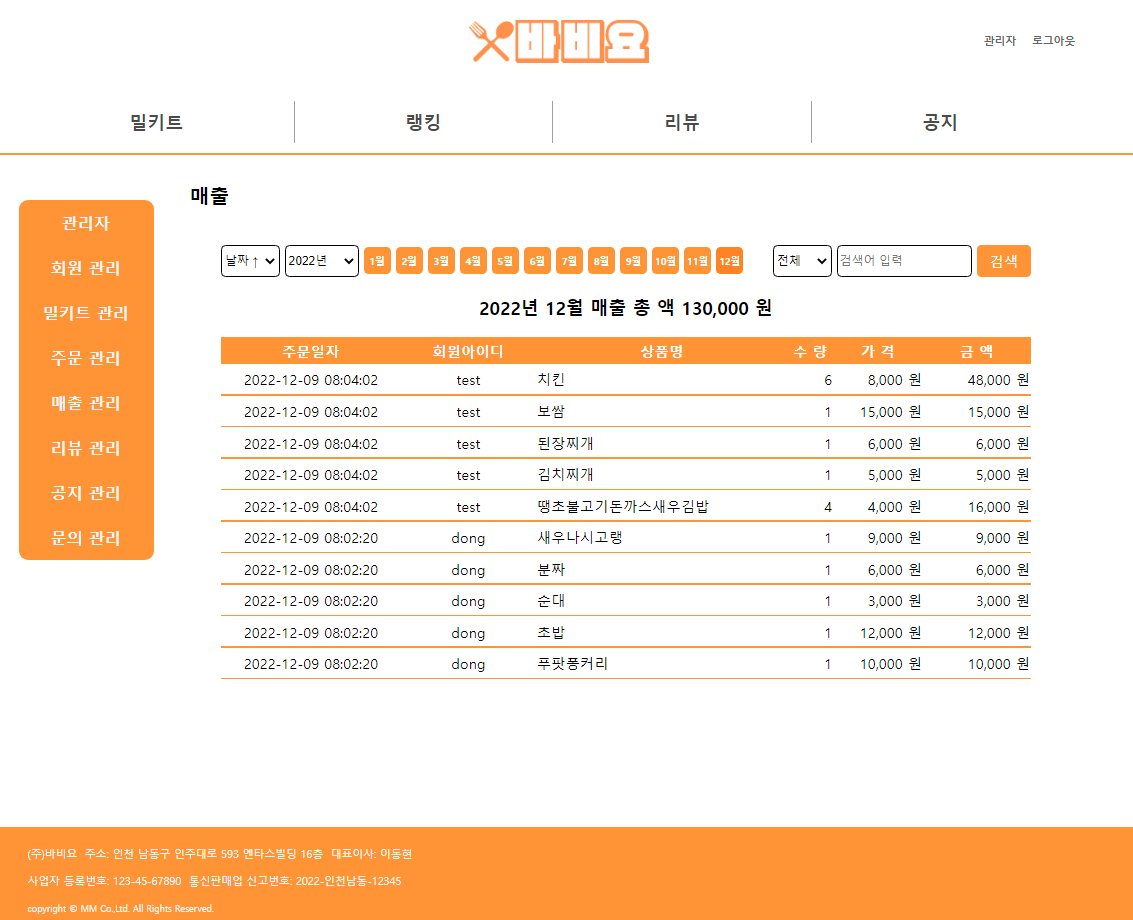 바비요
관리자 로그아웃
밀키트 랭킹 리뷰 공지
매출
관리자
회원 관리
밀키트 관리
주문 관리
매출 관리
리뷰 관리
공지 관리
문의 관리
날짜 ↑ 2022년 1월 2월 3월 4월 5월 6월 7월 8월 9월 10월 11월 12월 전체 검색어 입력 검색
2022년 12월 매출 총 액 130,000 원
주문일자 회원아이디 상품명 수 량 가 격 금 액
2022-12-09 08:04:02 test 치킨 6 8,000 원 48,000 원
2022-12-09 08:04:02 test 보쌈 1 15,000 원 15,000 원
2022-12-09 08:04:02 test 된장찌개 1 6,000 원 6,000 원
2022-12-09 08:04:02 test 김치찌개 1 5,000 원 5,000 원
2022-12-09 08:04:02 test 땡초불고기돈까스새우김밥 4 4,000 원 16,000 원
2022-12-09 08:02:20 dong 새우나시고랭 1 9,000 원 9,000 원
2022-12-09 08:02:20 dong 분짜 1 6,000 원 6,000 원
2022-12-09 08:02:20 dong 순대 1 3,000 원 3,000 원
2022-12-09 08:02:20 dong 초밥 1 12,000 원 12,000 원
2022-12-09 08:02:20 dong 푸팟퐁커리 1 10,000 원 10,000 원
(주)바비요 주소: 인천 남동구 인주대로 593 엔타스빌딩 16층 대표이사: 이동현
사업자 등록번호: 123-45-67890 통신판매업 신고번호: 2022-인천남동-12345
copyright © MM Co.,Ltd. All Rights Reserved.